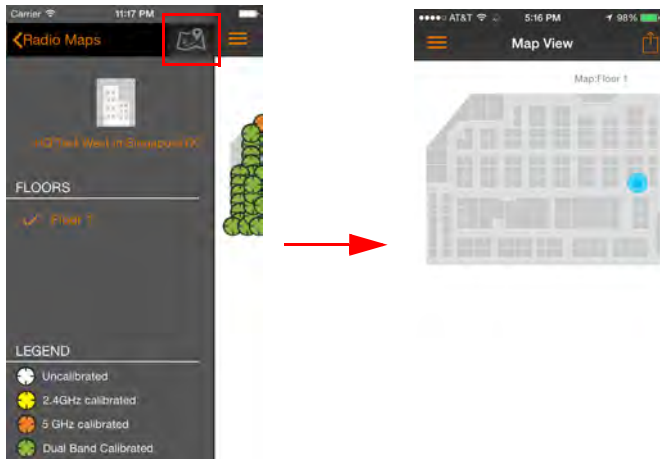 Carrier 11:17 PM
Radio Maps
FLOORS
Floor 1
LEGEND
Uncalibrated
2.4GHz calibrated
5 GHz calibrated
Dual Band Calibrated
AT&T 5:16 PM 98%
Map View
Map:Floor 1